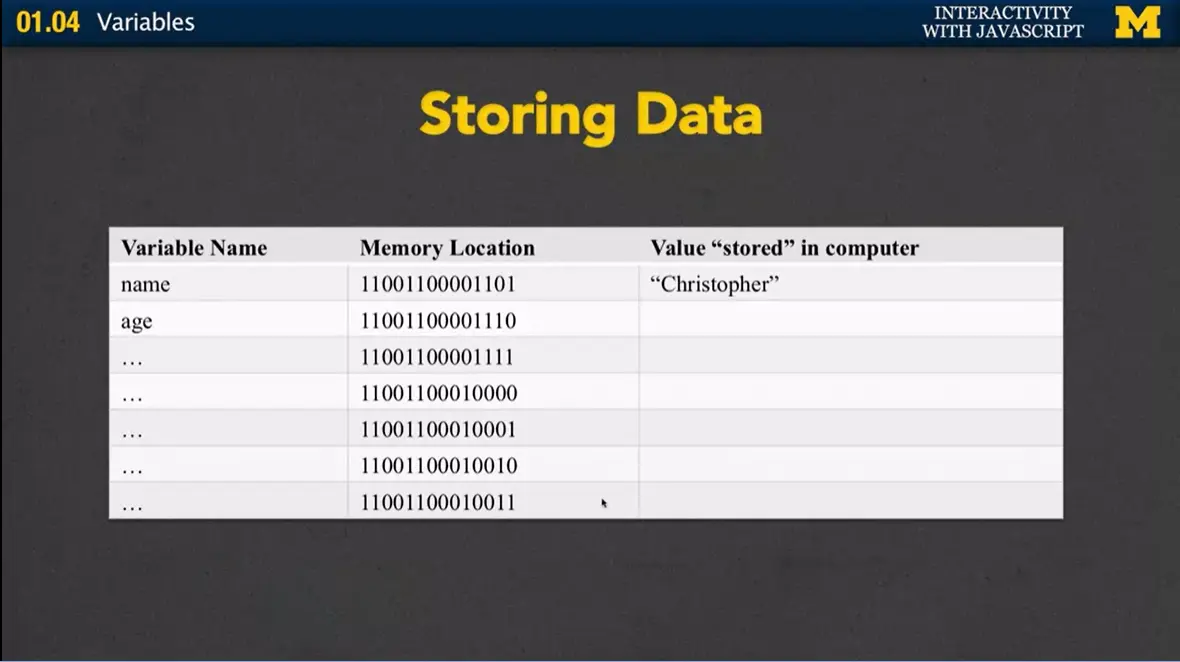 01.04 Variables
INTERACTIVITY
WITH JAVASCRIPT
M
Storing Data
Variable Name Memory Location Value “stored” in computer
name 11001100001101 “Christopher”
age 11001100001110
... 11001100001111
... 11001100010000
... 11001100010001
... 11001100010010
... 11001100010011